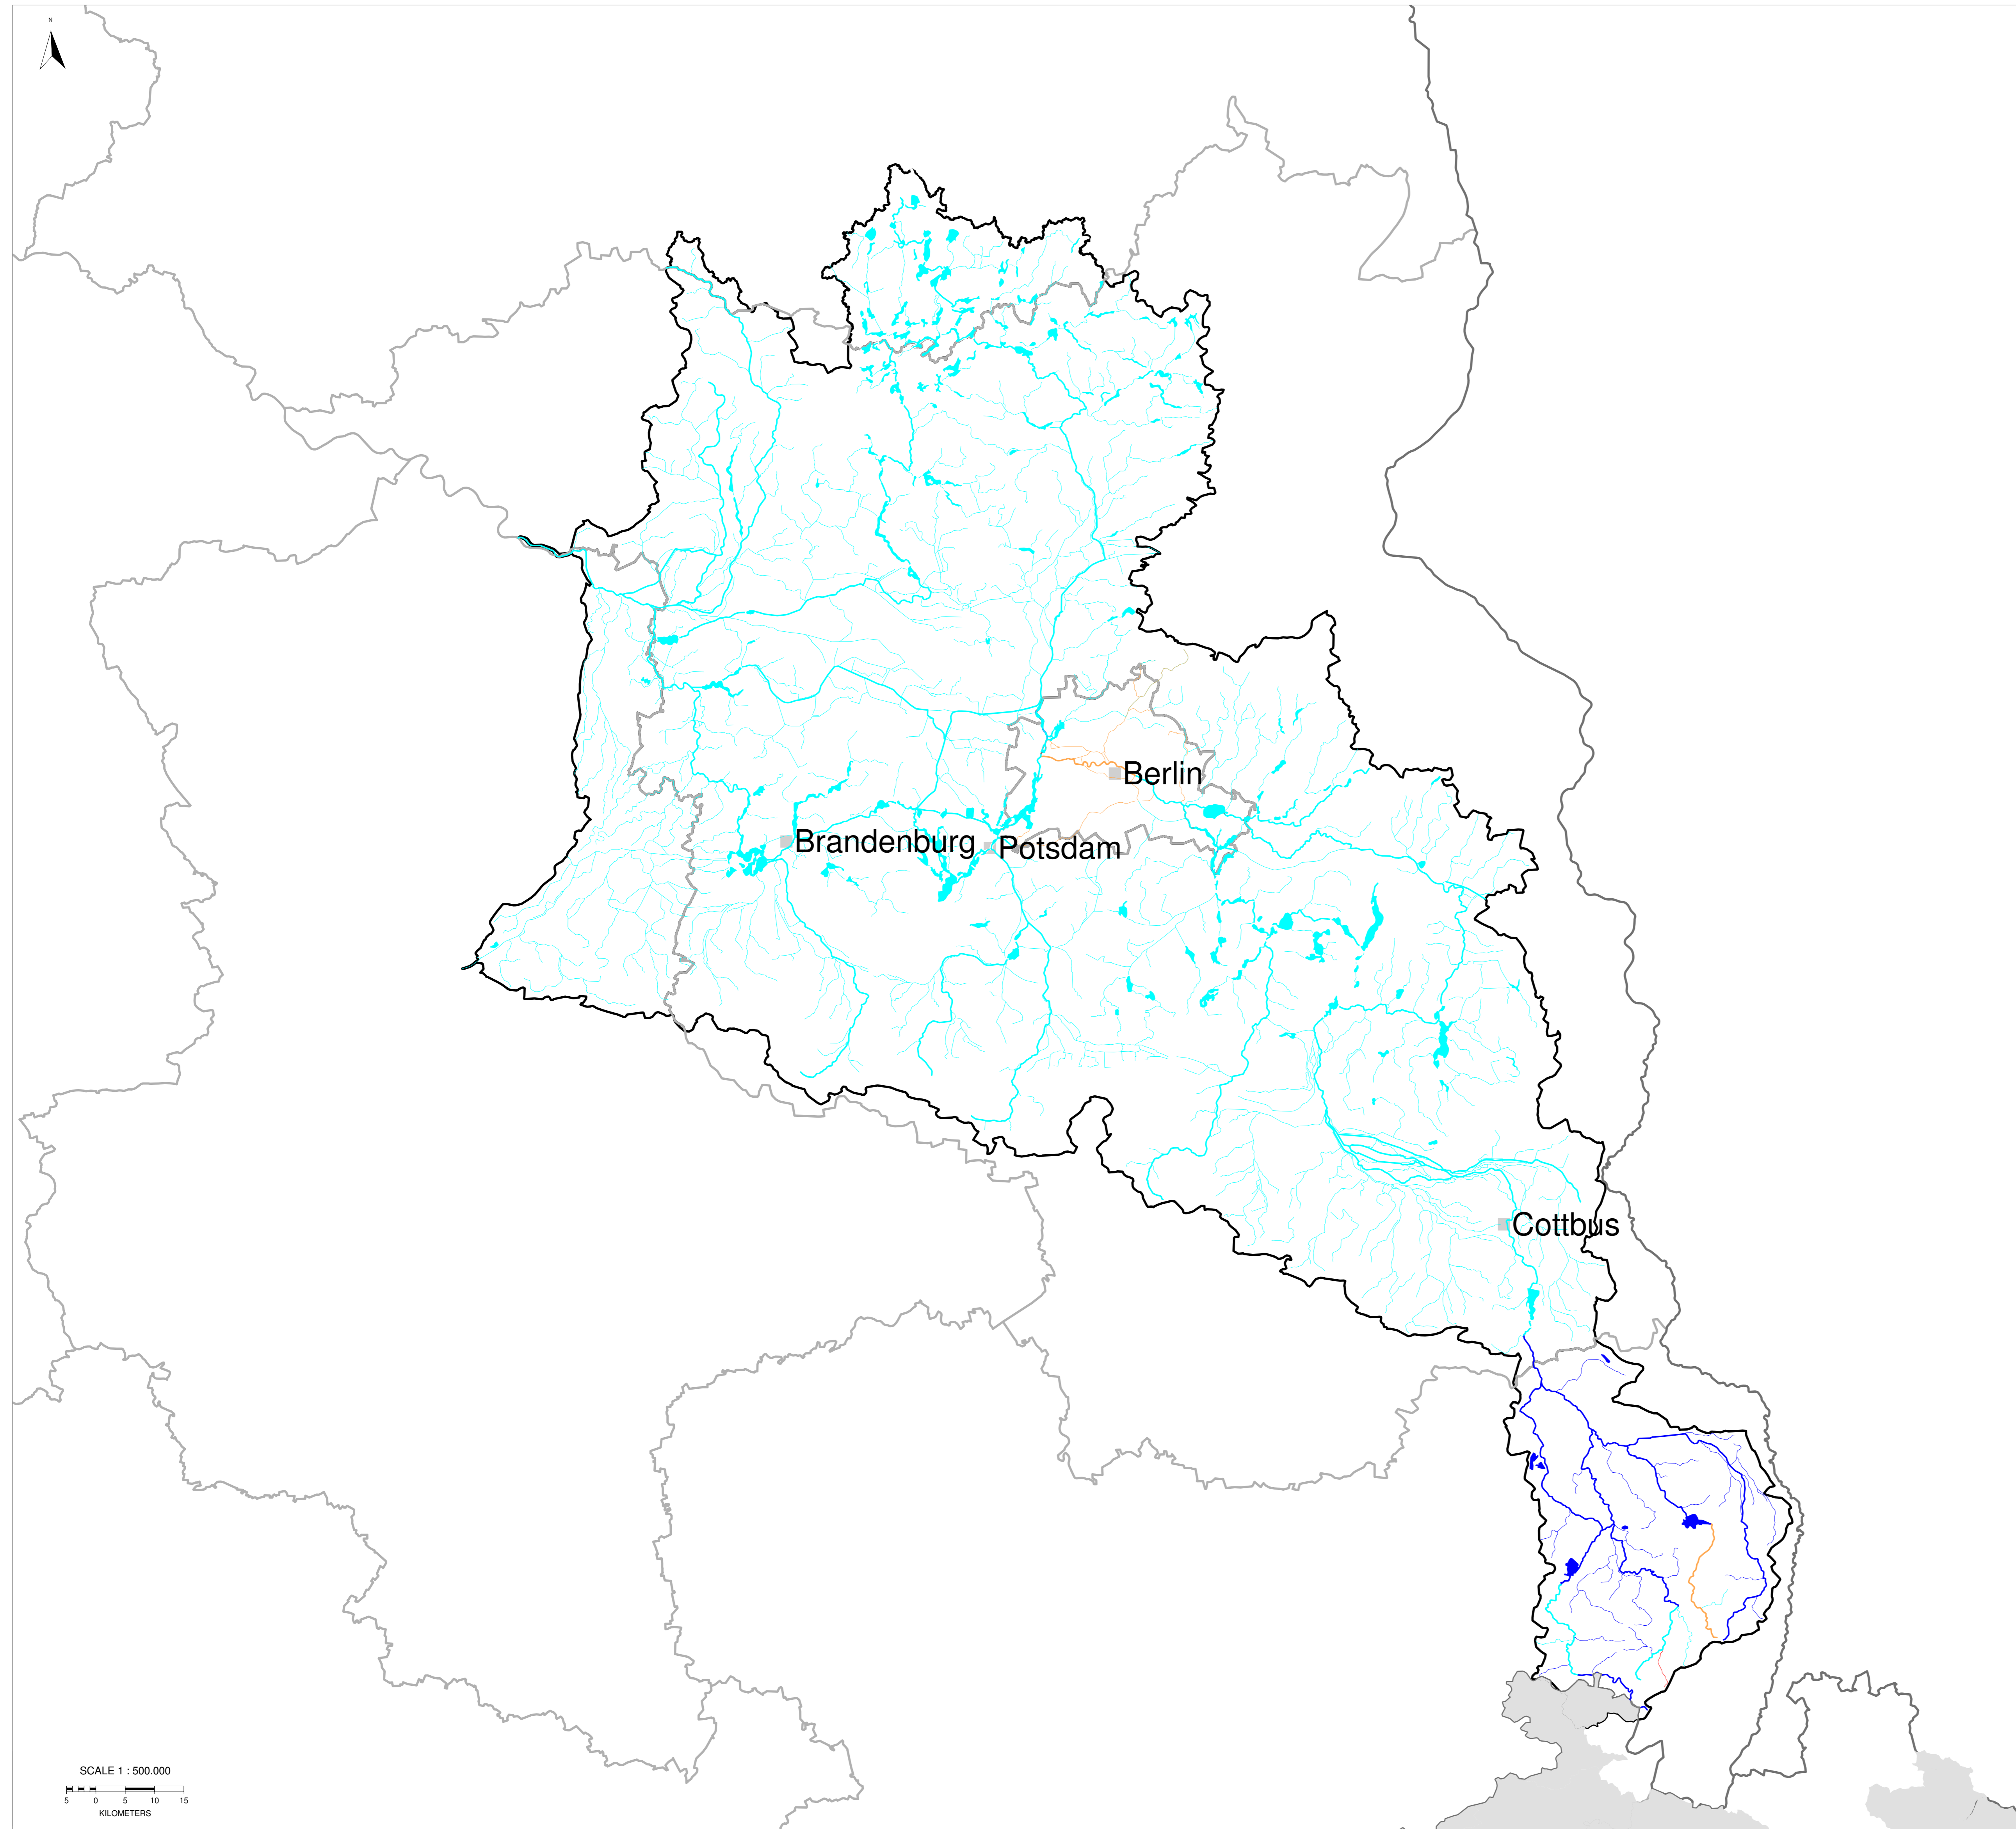 N
Berlin
Brandenburg
Potsdam
Cottbus
SCALE 1 : 500.000
5 0 5 10 15
KILOMETERS